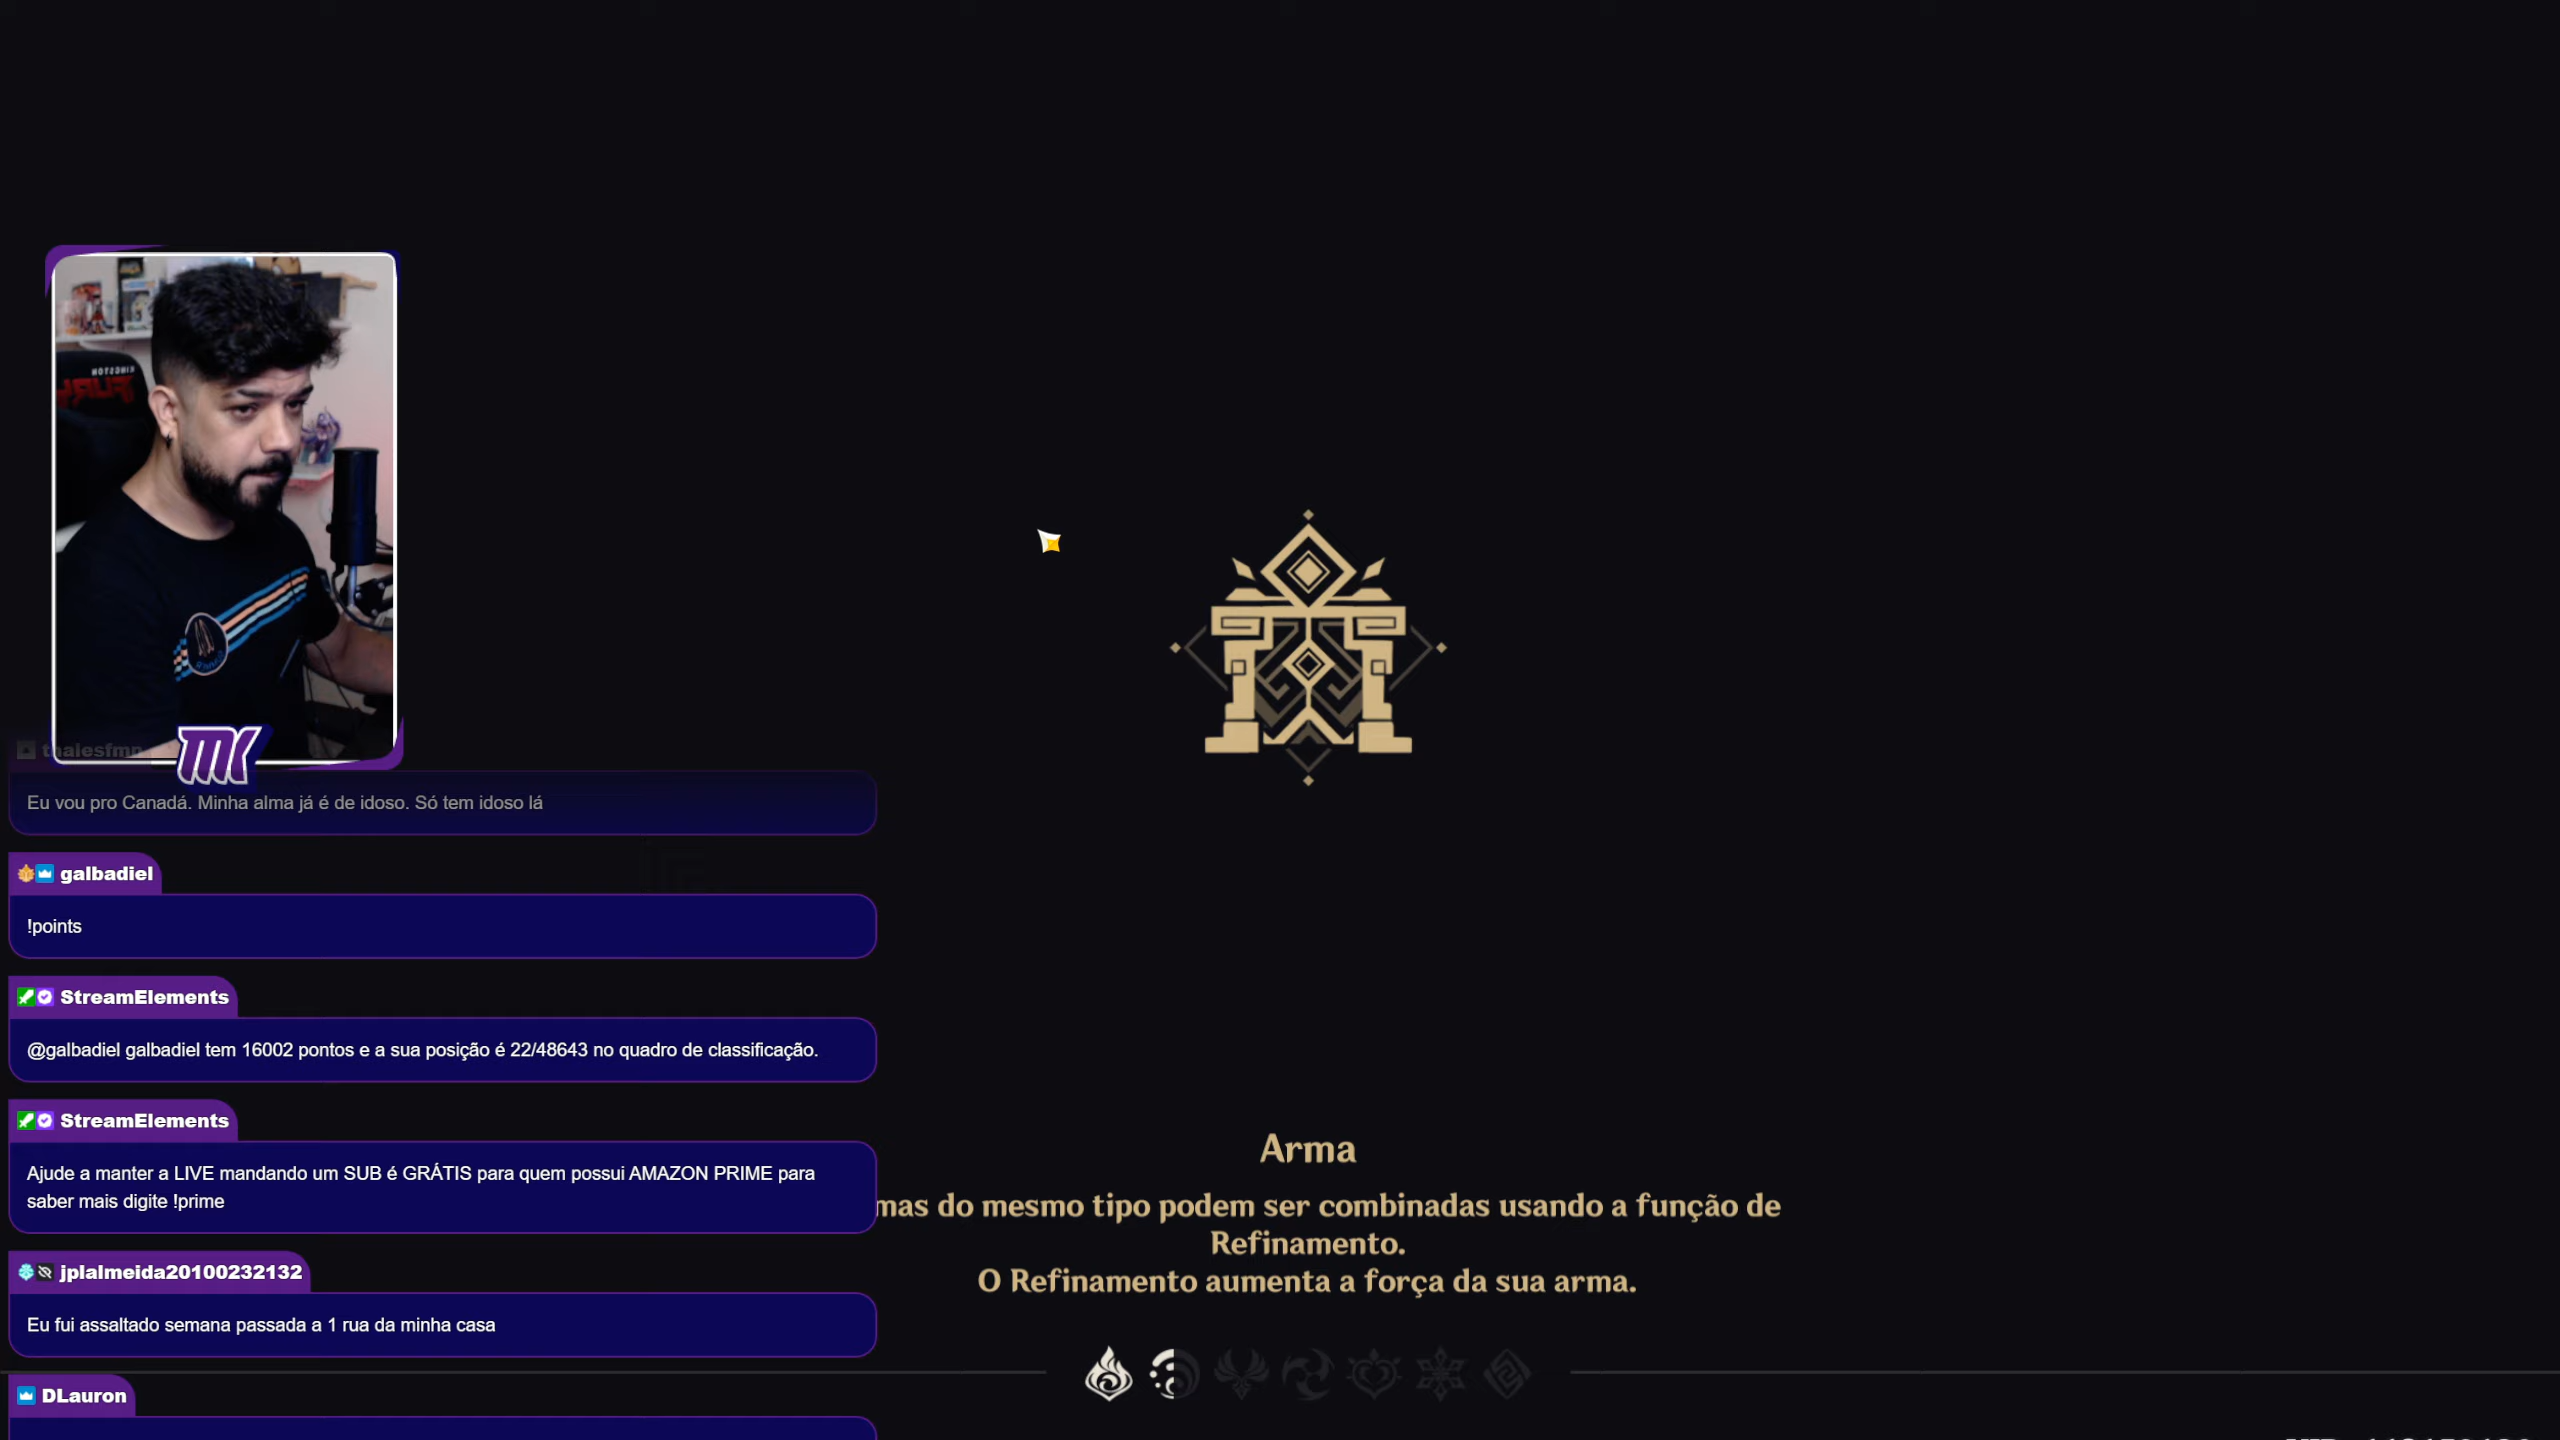 KINGSTON
FURY
MK
thalesfmn
Eu vou pro Canadá. Minha alma já é de idoso. Só tem idoso lá
galbadiel
!points
StreamElements
@galbadiel galbadiel tem 16002 pontos e a sua posição é 22/48643 no quadro de classificação.
StreamElements
Ajude a manter a LIVE mandando um SUB é GRÁTIS para quem possui AMAZON PRIME para
saber mais digite !prime
jplalmeida20100232132
Eu fui assaltado semana passada a 1 rua da minha casa
DLauron
Arma
mas do mesmo tipo podem ser combinadas usando a função de
Refinamento.
O Refinamento aumenta a força da sua arma.